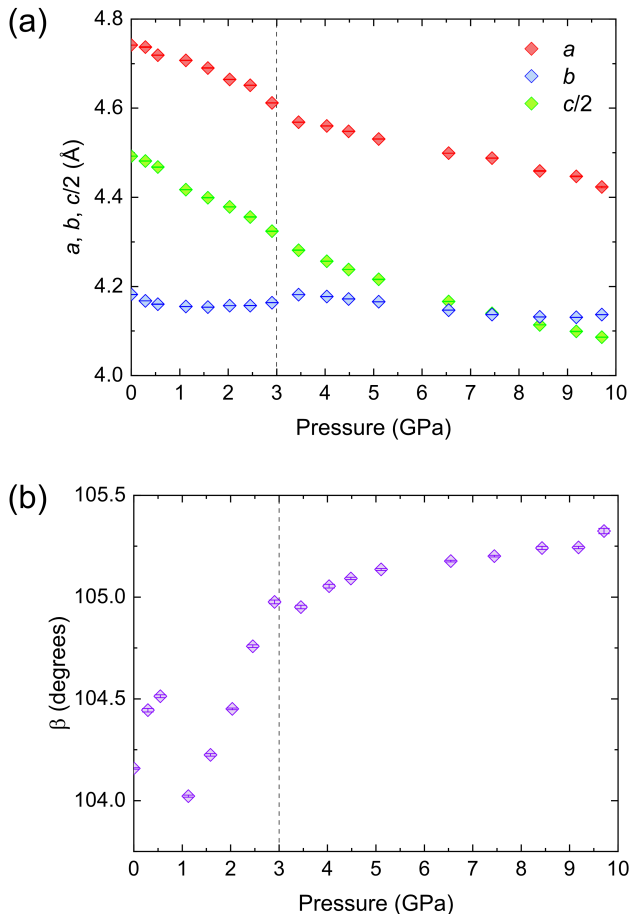 (a)
4.8
4.6
4.4
4.2
4.0
a, b, c/2 (Å)
a
b
c/2
0 1 2 3 4 5 6 7 8 9 10
Pressure (GPa)
(b)
105.5
105.0
104.5
104.0
β (degrees)
0 1 2 3 4 5 6 7 8 9 10
Pressure (GPa)